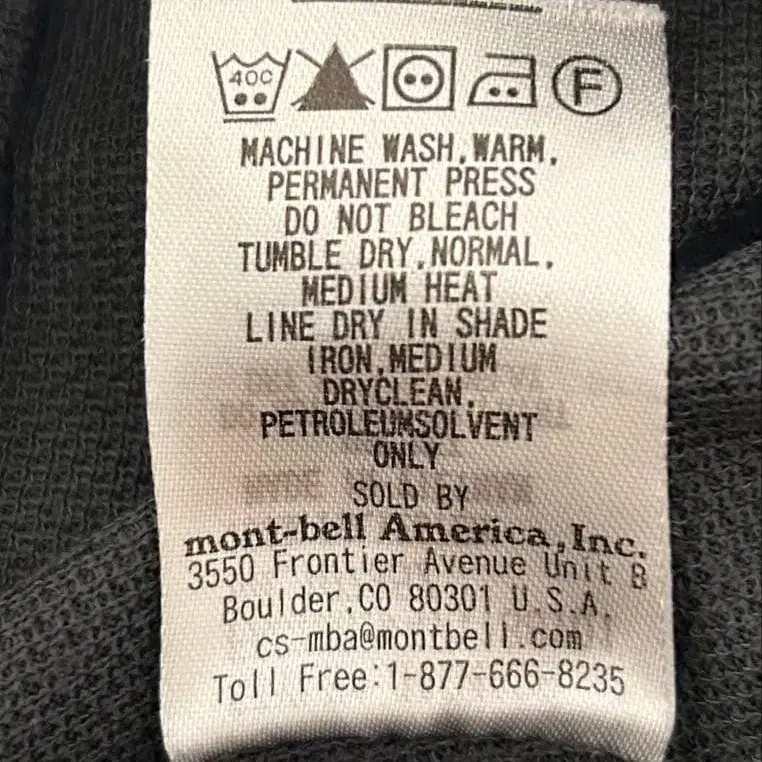 40C
F
MACHINE WASH,WARM,
PERMANENT PRESS
DO NOT BLEACH
TUMBLE DRY,NORMAL,
MEDIUM HEAT
LINE DRY IN SHADE
IRON,MEDIUM
DRYCLEAN,
PETROLEUMSOLVENT
ONLY
SOLD BY
mont-bell America,Inc.
3550 Frontier Avenue Unit B
Boulder,CO 80301 U.S.A.
cs-mba@montbell.com
Toll Free:1-877-666-8235